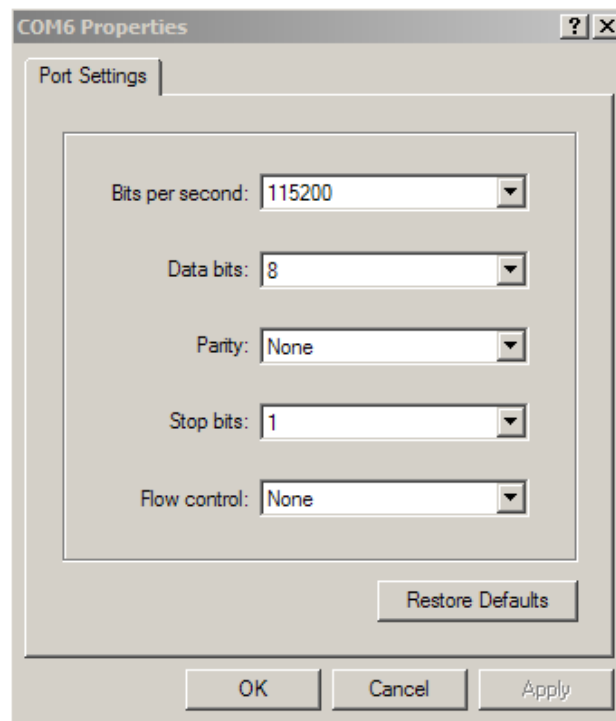 COM6 Properties
Port Settings
Bits per second: 115200
Data bits: 8
Parity: None
Stop bits: 1
Flow control: None
Restore Defaults
OK Cancel Apply